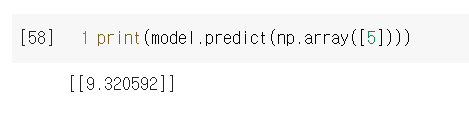 [58] 1 print(model.predict(np.array([5])))
[[9.320592]]